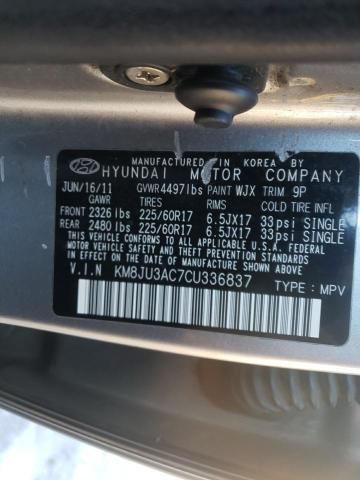 MANUFACTURED IN KOREA BY
HYUNDAI MOTOR COMPANY
JUN/16/11 GVWR 4497lbs PAINT WJX TRIM 9P
GAWR TIRES RIMS COLD TIRE INFL
FRONT 2326 lbs 225/60R17 6.5JX17 33psi SINGLE
REAR 2480 lbs 225/60R17 6.5JX17 33psi SINGLE
THIS VEHICLE CONFORMS TO ALL APPLICABLE U.S.A. FEDERAL
MOTOR VEHICLE SAFETY AND THEFT PREVENTION STANDARDS
IN EFFECT ON THE DATE OF MANUFACTURE SHOWN ABOVE.
V.I.N KM8JU3AC7CU336837
TYPE : MPV